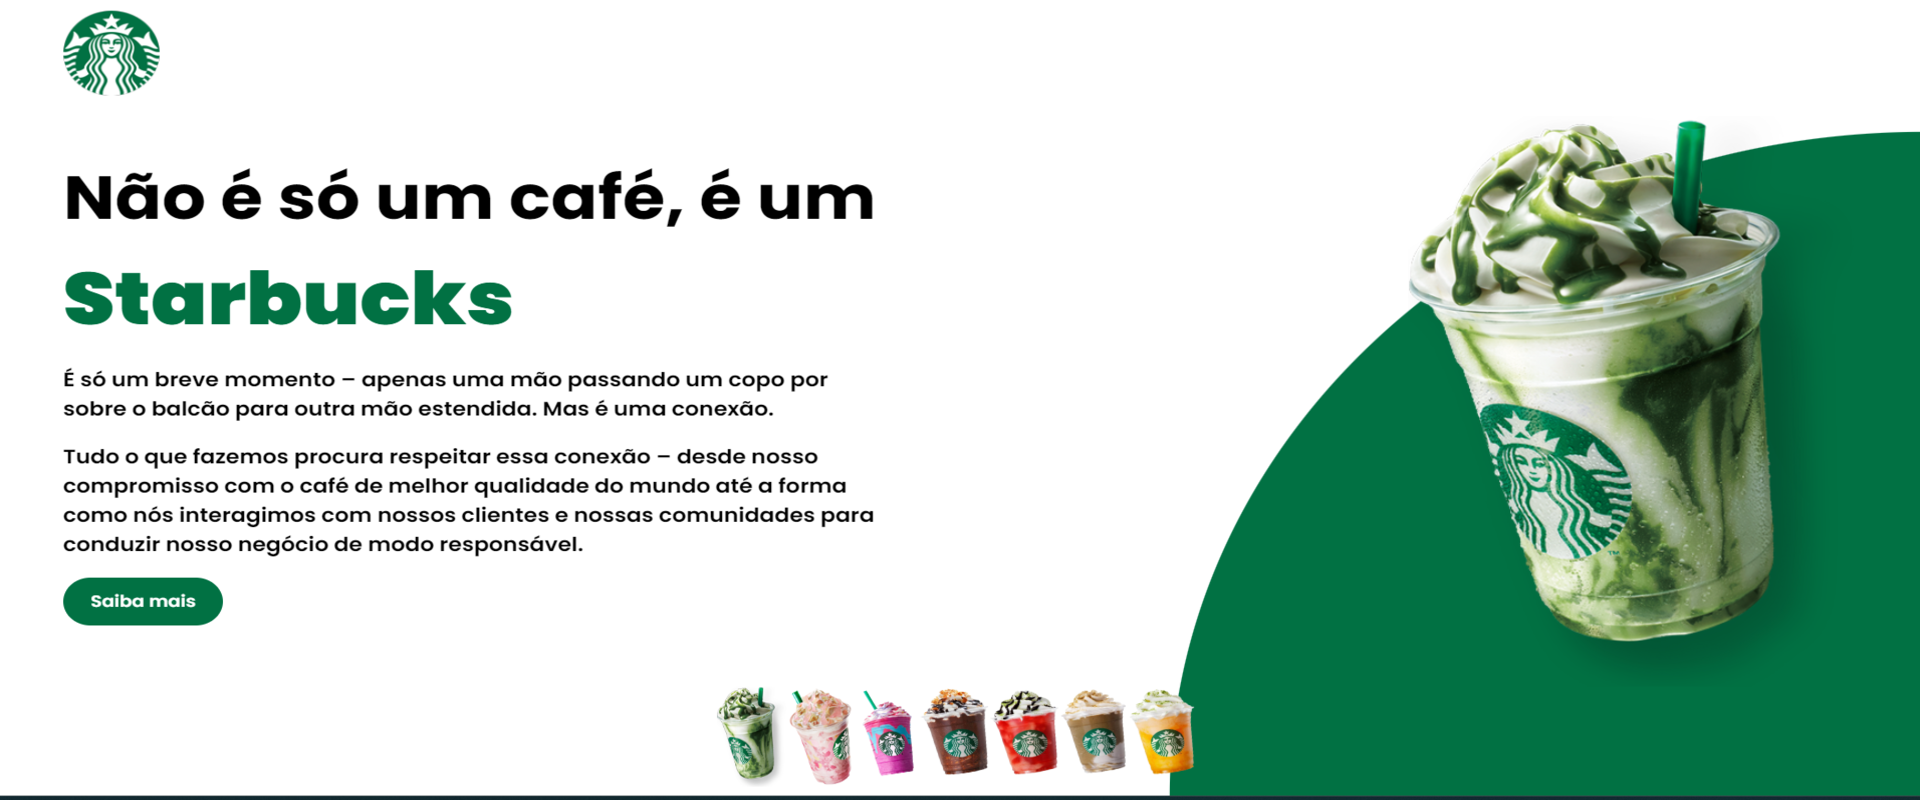 Não é só um café, é um
Starbucks
É só um breve momento – apenas uma mão passando um copo por
sobre o balcão para outra mão estendida. Mas é uma conexão.
Tudo o que fazemos procura respeitar essa conexão – desde nosso
compromisso com o café de melhor qualidade do mundo até a forma
como nós interagimos com nossos clientes e nossas comunidades para
conduzir nosso negócio de modo responsável.
Saiba mais
TM